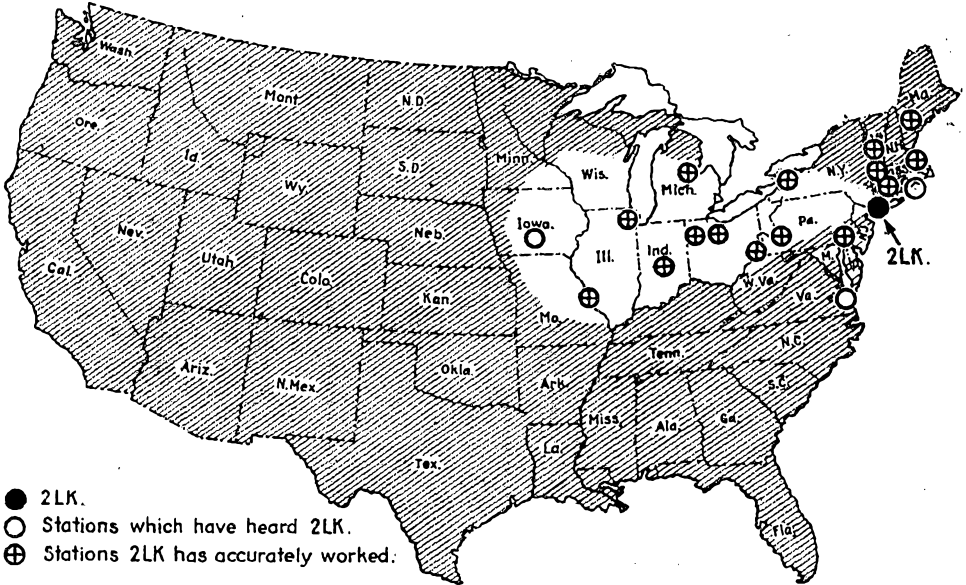 Wash.
Mont.
N.D.
Ore.
Id.
S.D.
Minn.
Wis.
Mich.
N.Y.
N.H.
Wy.
Iowa.
Neb.
Nev.
Utah
Colo.
Kan.
Cal.
Ill.
Ind.
Pa.
2LK.
W.Va.
Va.
Mo.
N.C.
Tenn.
Ariz.
N.Mex.
Okla.
Ark.
S.C.
Miss.
Ala.
Ga.
La.
Tex.
Fla.
2LK.
Stations which have heard 2LK.
Stations 2LK has accurately worked.